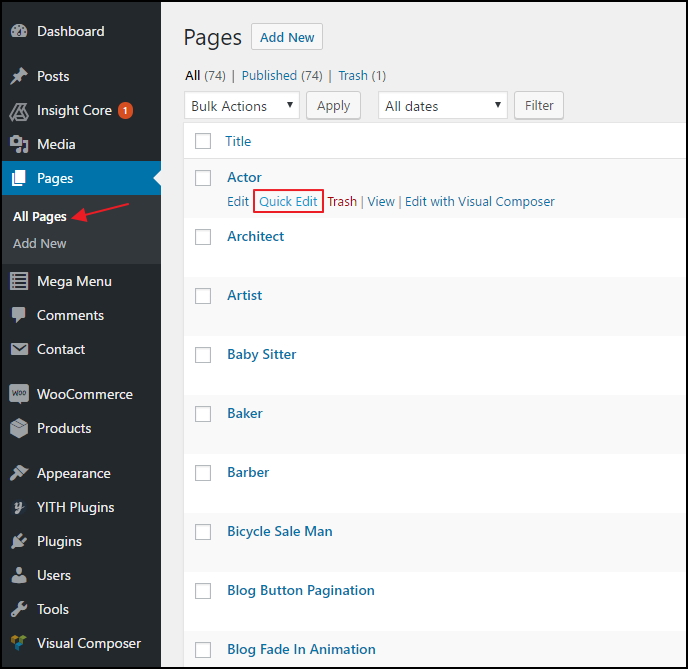 Dashboard
Posts
Insight Core 1
Media
Pages
All Pages
Add New
Mega Menu
Comments
Contact
Woo WooCommerce
Products
Appearance
YITH Plugins
Plugins
Users
Tools
Visual Composer
Pages Add New
All (74) | Published (74) | Trash (1)
Bulk Actions Apply All dates Filter
Title
Actor
Edit Quick Edit Trash | View | Edit with Visual Composer
Architect
Artist
Baby Sitter
Baker
Barber
Bicycle Sale Man
Blog Button Pagination
Blog Fade In Animation